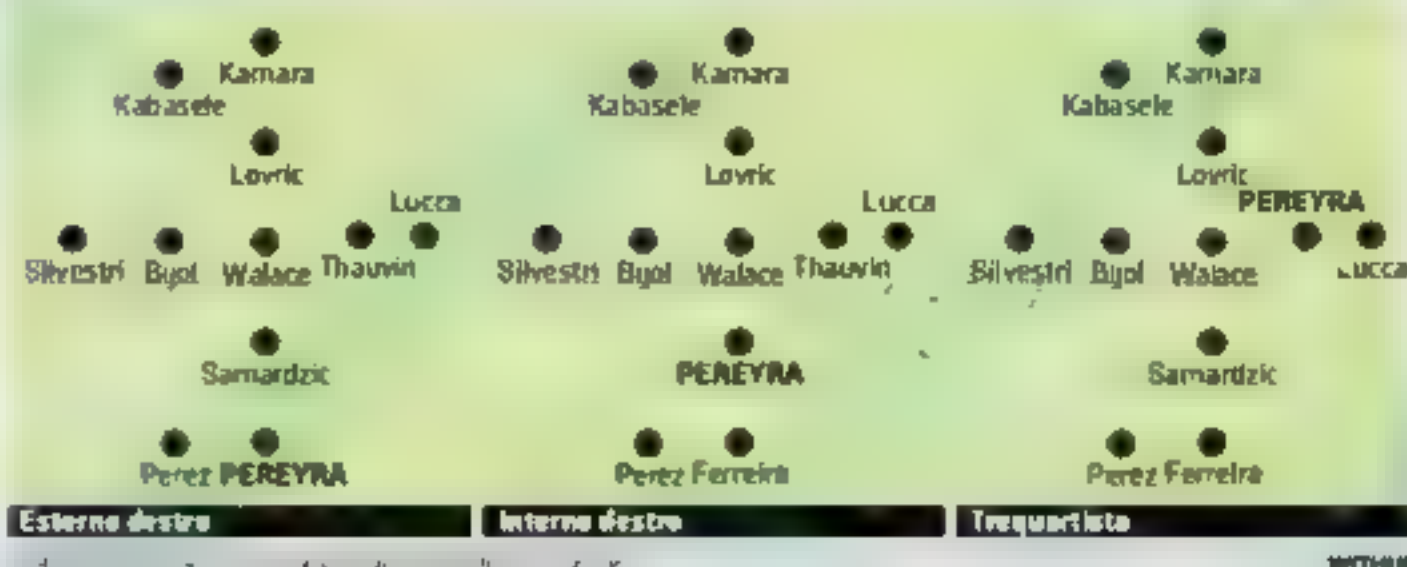 Kamara
Kabasele
Lovric
Lucca
Silvestri Bijol Walace Thauvin
Samardzic
Perez PEREYRA
Esterno destro
Kamara
Kabasele
Lovric
Lucca
Silvestri Bijol Walace Thauvin
PEREYRA
Perez Ferreira
Interno destro
Kamara
Kabasele
Lovric
PEREYRA
Silvestri Bijol Walace Lucca
Samardzic
Perez Ferreira
Trequartista